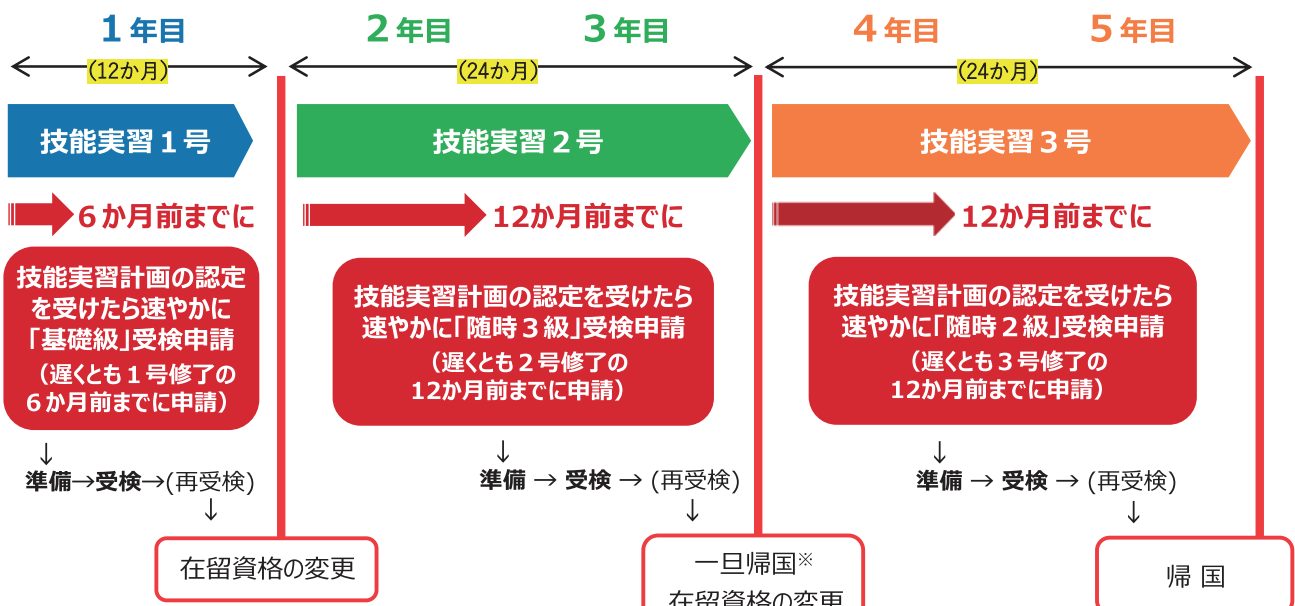 1年目
2年目
3年目
4年目
5年目
(12か月)
(24か月)
(24か月)
技能実習1号
技能実習2号
技能実習3号
6か月前までに
12か月前までに
12か月前までに
技能実習計画の認定
を受けたら速やかに
「基礎級」受検申請
（遅くとも1号修了の
6か月前までに申請）
技能実習計画の認定を受けたら
速やかに「随時3級」受検申請
（遅くとも2号修了の
12か月前までに申請）
技能実習計画の認定を受けたら
速やかに「随時2級」受検申請
（遅くとも3号修了の
12か月前までに申請）
↓
準備→受検→(再受検)
↓
↓
準備 → 受検 → (再受検)
↓
↓
準備 → 受検 → (再受検)
↓
在留資格の変更
一旦帰国※
在留資格の変更
帰 国